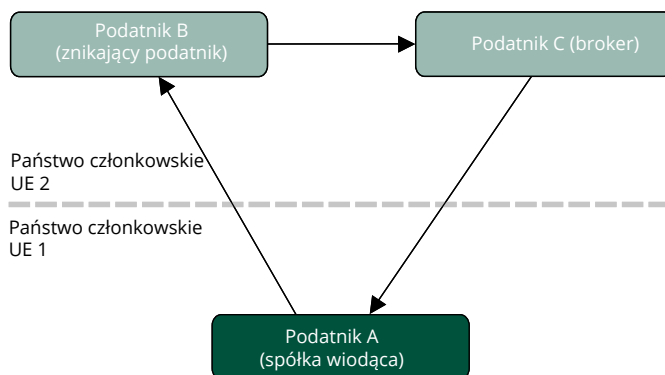 Podatnik B
(znikający podatnik)
Podatnik C (broker)
Państwo członkowskie
UE 2
Państwo członkowskie
UE 1
Podatnik A
(spółka wiodąca)